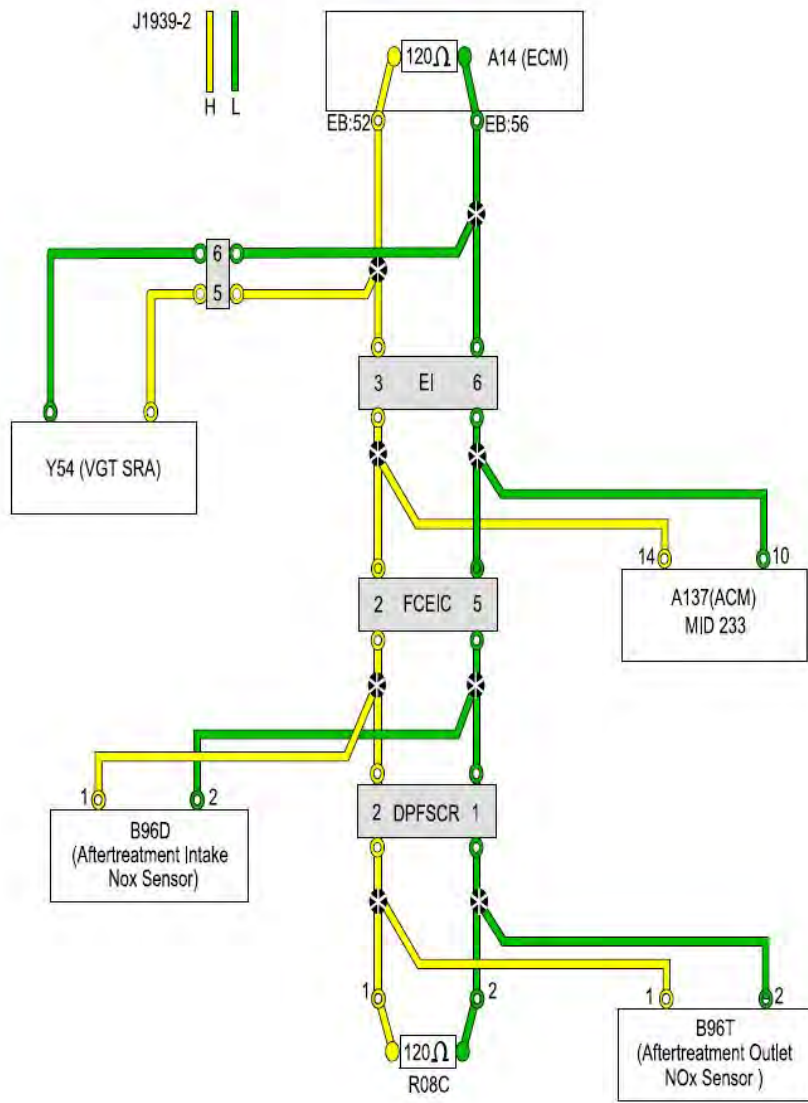 J1939-2
H L
120Ω
A14 (ECM)
EB:52
EB:56
6
5
3 EI 6
Y54 (VGT SRA)
14
10
A137(ACM)
MID 233
2 FCEIC 5
1
2
B96D
(Aftertreatment Intake
Nox Sensor)
2 DPFSCR 1
1
2
120Ω
R08C
1
2
B96T
(Aftertreatment Outlet
NOx Sensor )